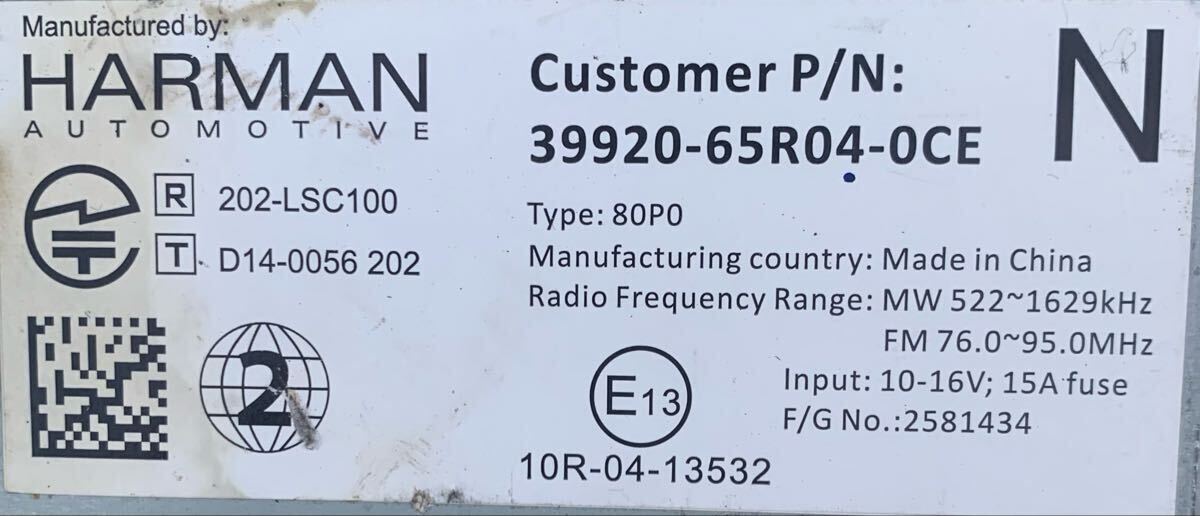 Manufactured by:
HARMAN
AUTOMOTIVE
R 202-LSC100
T D14-0056 202
2
Customer P/N:
39920-65R04-0CE
N
Type: 80P0
Manufacturing country: Made in China
Radio Frequency Range: MW 522~1629kHz
FM 76.0~95.0MHz
Input: 10-16V; 15A fuse
F/G No.:2581434
E13
10R-04-13532